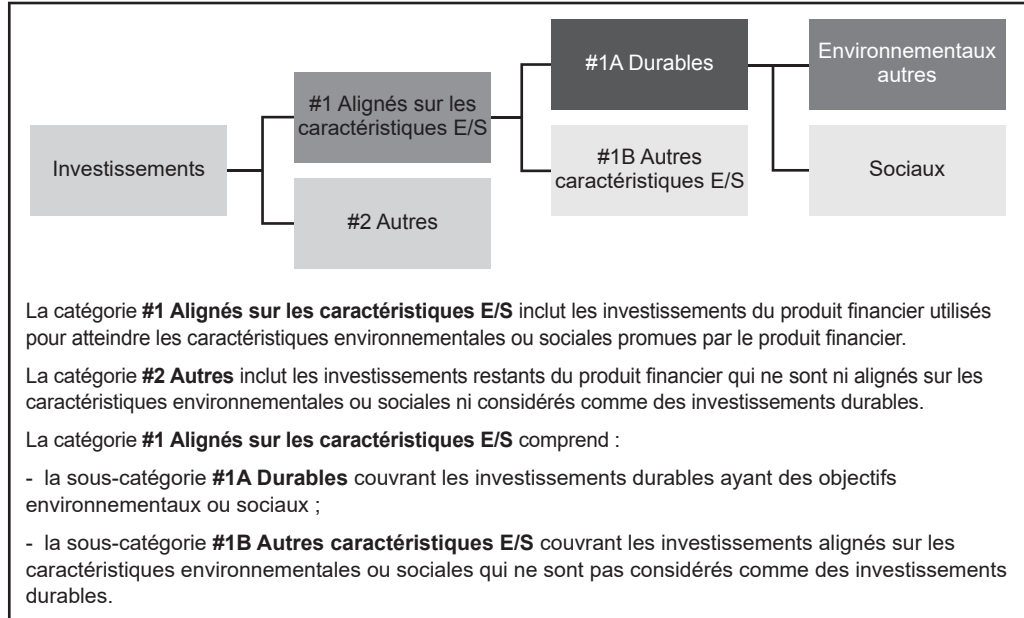 #1A Durables
Environnementaux
autres
#1 Alignés sur les
caractéristiques E/S
Investissements
#1B Autres
caractéristiques E/S
Sociaux
#2 Autres
La catégorie #1 Alignés sur les caractéristiques E/S inclut les investissements du produit financier utilisés
pour atteindre les caractéristiques environnementales ou sociales promues par le produit financier.
La catégorie #2 Autres inclut les investissements restants du produit financier qui ne sont ni alignés sur les
caractéristiques environnementales ou sociales ni considérés comme des investissements durables.
La catégorie #1 Alignés sur les caractéristiques E/S comprend :
- la sous-catégorie #1A Durables couvrant les investissements durables ayant des objectifs
environnementaux ou sociaux ;
- la sous-catégorie #1B Autres caractéristiques E/S couvrant les investissements alignés sur les
caractéristiques environnementales ou sociales qui ne sont pas considérés comme des investissements
durables.